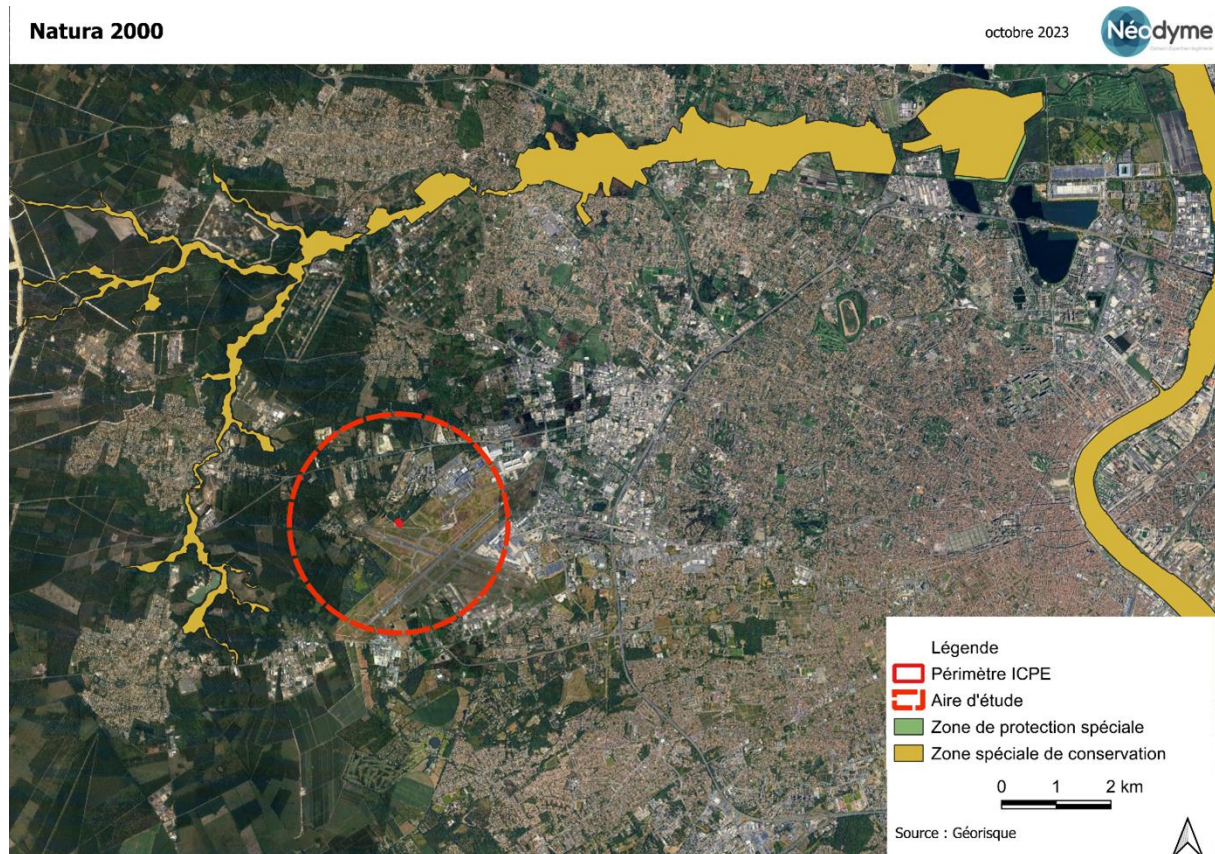 Natura 2000
octobre 2023
Néodyme
Légende
Périmètre ICPE
Aire d'étude
Zone de protection spéciale
Zone spéciale de conservation
0 1 2 km
Source : Géorisque